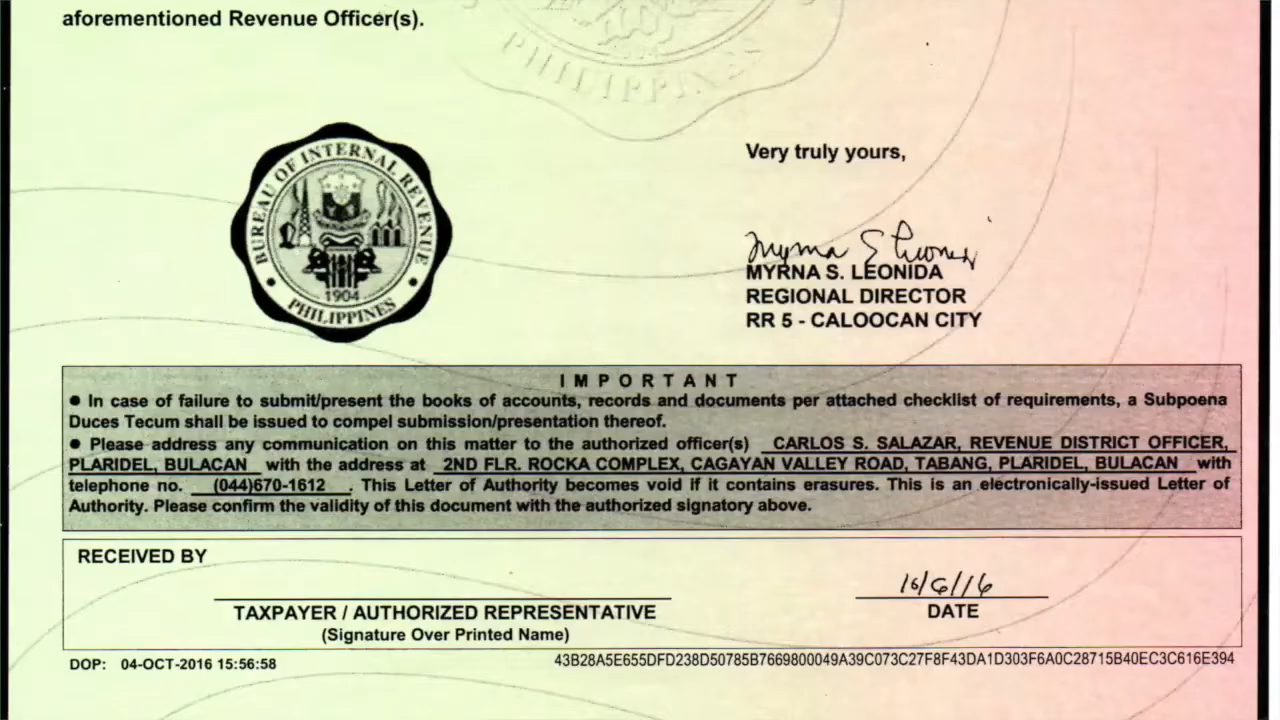 aforementioned Revenue Officer(s).
PHILIPPINES
BUREAU OF INTERNAL REVENUE
1904
PHILIPPINES
Very truly yours,
Myrna S Leonida
MYRNA S. LEONIDA
REGIONAL DIRECTOR
RR 5 - CALOOCAN CITY
IMPORTANT
● In case of failure to submit/present the books of accounts, records and documents per attached checklist of requirements, a Subpoena
Duces Tecum shall be issued to compel submission/presentation thereof.
● Please address any communication on this matter to the authorized officer(s) CARLOS S. SALAZAR, REVENUE DISTRICT OFFICER,
PLARIDEL, BULACAN with the address at 2ND FLR. ROCKA COMPLEX, CAGAYAN VALLEY ROAD, TABANG, PLARIDEL, BULACAN with
telephone no. (044)670-1612 . This Letter of Authority becomes void if it contains erasures. This is an electronically-issued Letter of
Authority. Please confirm the validity of this document with the authorized signatory above.
RECEIVED BY
10/6/16
TAXPAYER / AUTHORIZED REPRESENTATIVE
DATE
(Signature Over Printed Name)
DOP: 04-OCT-2016 15:56:58
43B28A5E655DFD238D50785B7669800049A39C073C27F8F43DA1D303F6A0C28715B40EC3C616E394